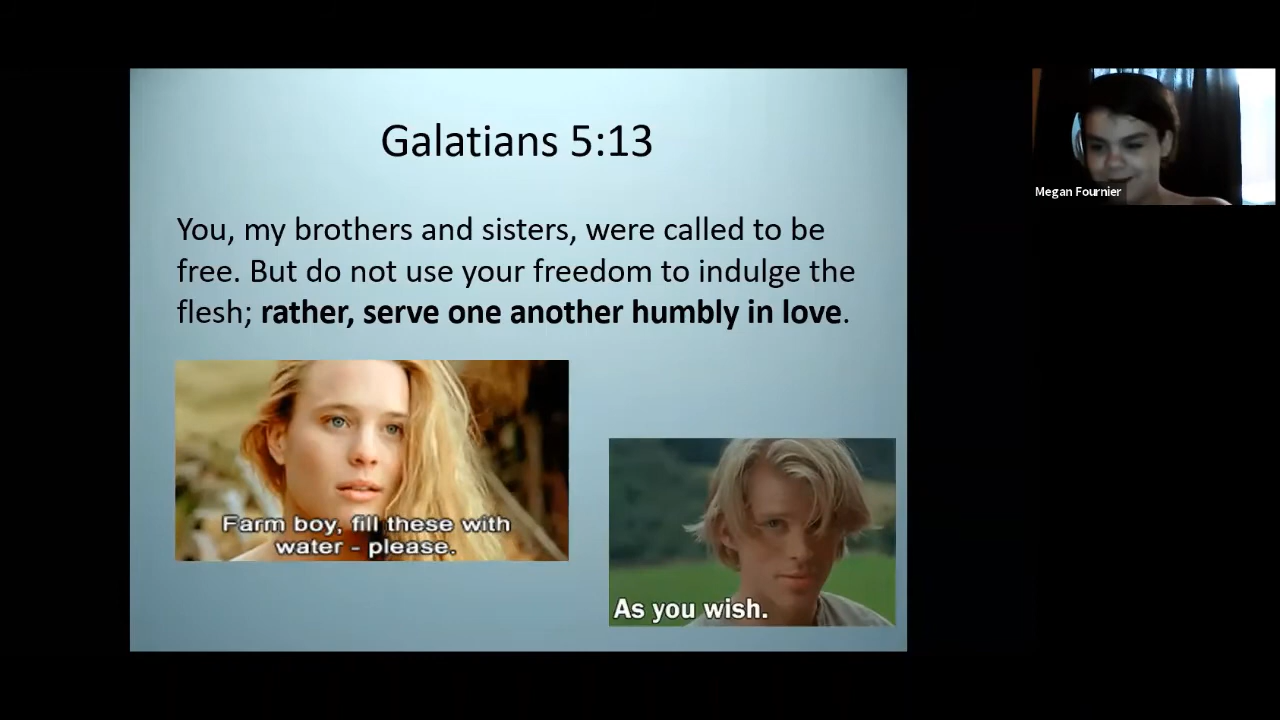 Galatians 5:13
You, my brothers and sisters, were called to be
free. But do not use your freedom to indulge the
flesh; rather, serve one another humbly in love.
Farm boy, fill these with
water - please.
As you wish.
Megan Fournier